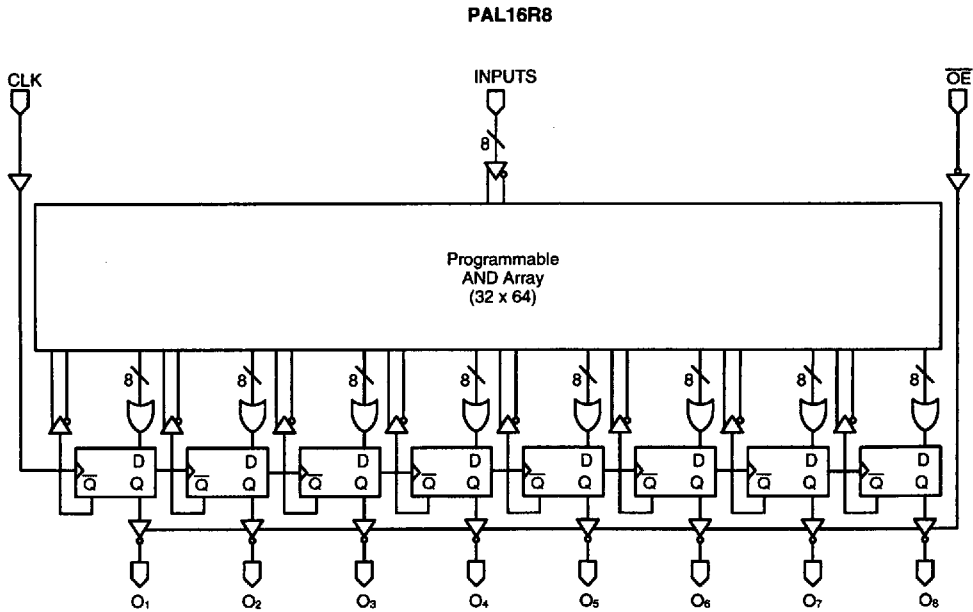 PAL16R8
CLK INPUTS O̅E̅
8
Programmable
AND Array
(32 x 64)
8 8 8 8 8 8 8 8
D D D D D D D D
Q̅ Q Q̅ Q Q̅ Q Q̅ Q Q̅ Q Q̅ Q Q̅ Q Q̅ Q
O₁ O₂ O₃ O₄ O₅ O₆ O₇ O₈